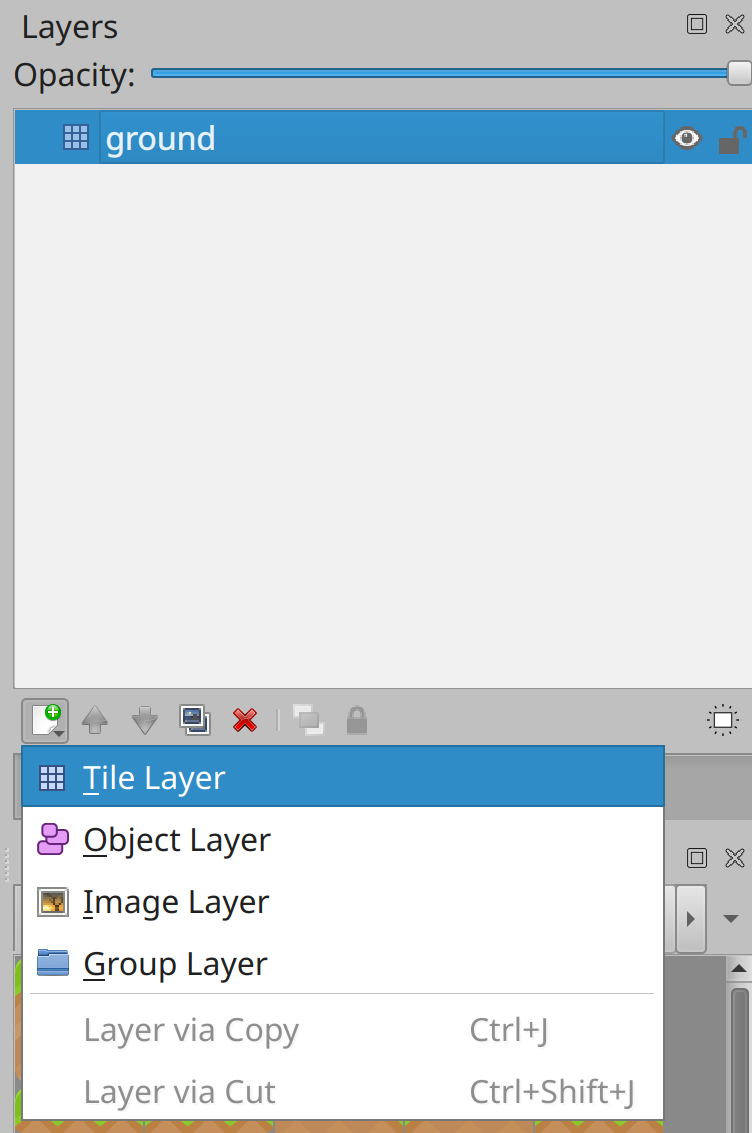 Layers
Opacity:
ground
Tile Layer
Object Layer
Image Layer
Group Layer
Layer via Copy Ctrl+J
Layer via Cut Ctrl+Shift+J